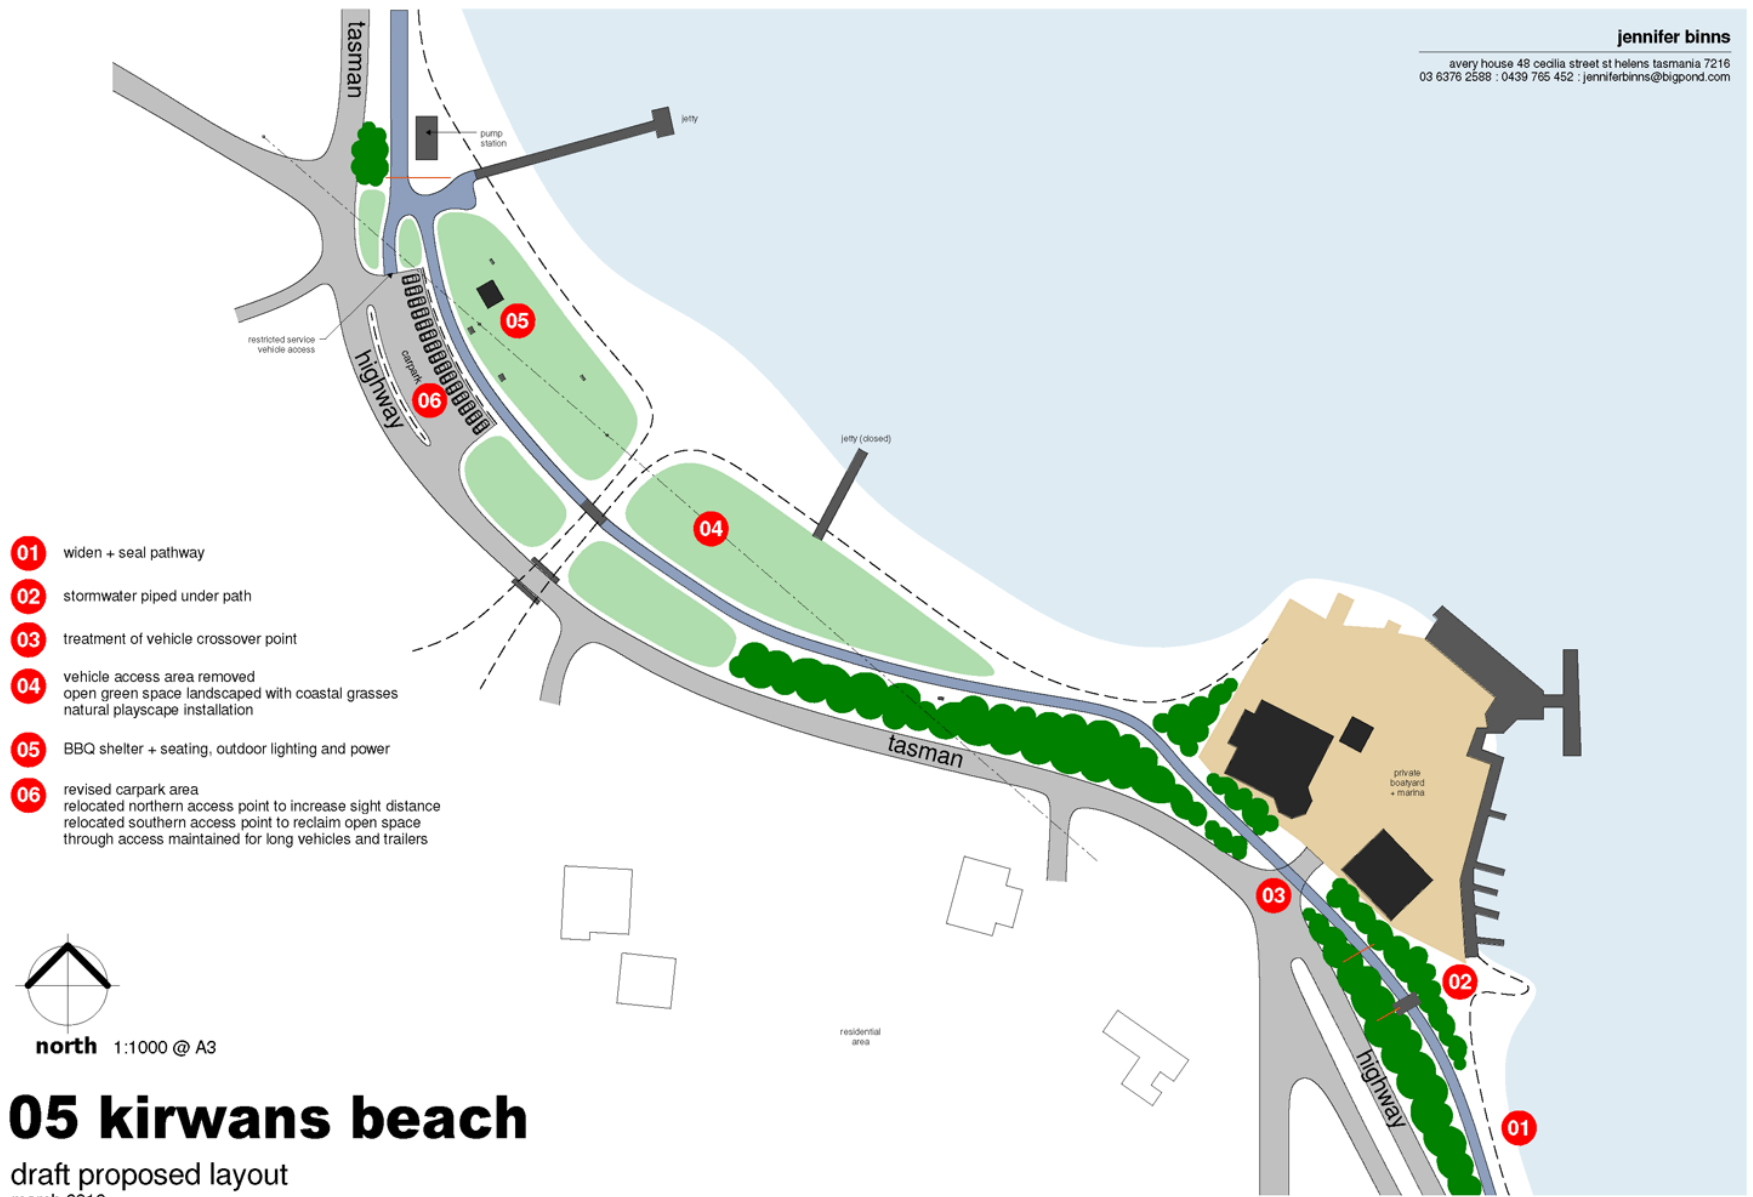 jennifer binns
avery house 48 cecilia street st helens tasmania 7216
03 6376 2588 : 0439 765 452 : jenniferbinns@bigpond.com
tasman
pump
station
jetty
restricted service
vehicle access
highway
carpark
05
06
jetty (closed)
04
01 widen + seal pathway
02 stormwater piped under path
03 treatment of vehicle crossover point
04 vehicle access area removed
open green space landscaped with coastal grasses
natural playscape installation
05 BBQ shelter + seating, outdoor lighting and power
06 revised carpark area
relocated northern access point to increase sight distance
relocated southern access point to reclaim open space
through access maintained for long vehicles and trailers
tasman
private
boatyard
+ marina
03
02
residential
area
highway
01
north 1:1000 @ A3
05 kirwans beach
draft proposed layout